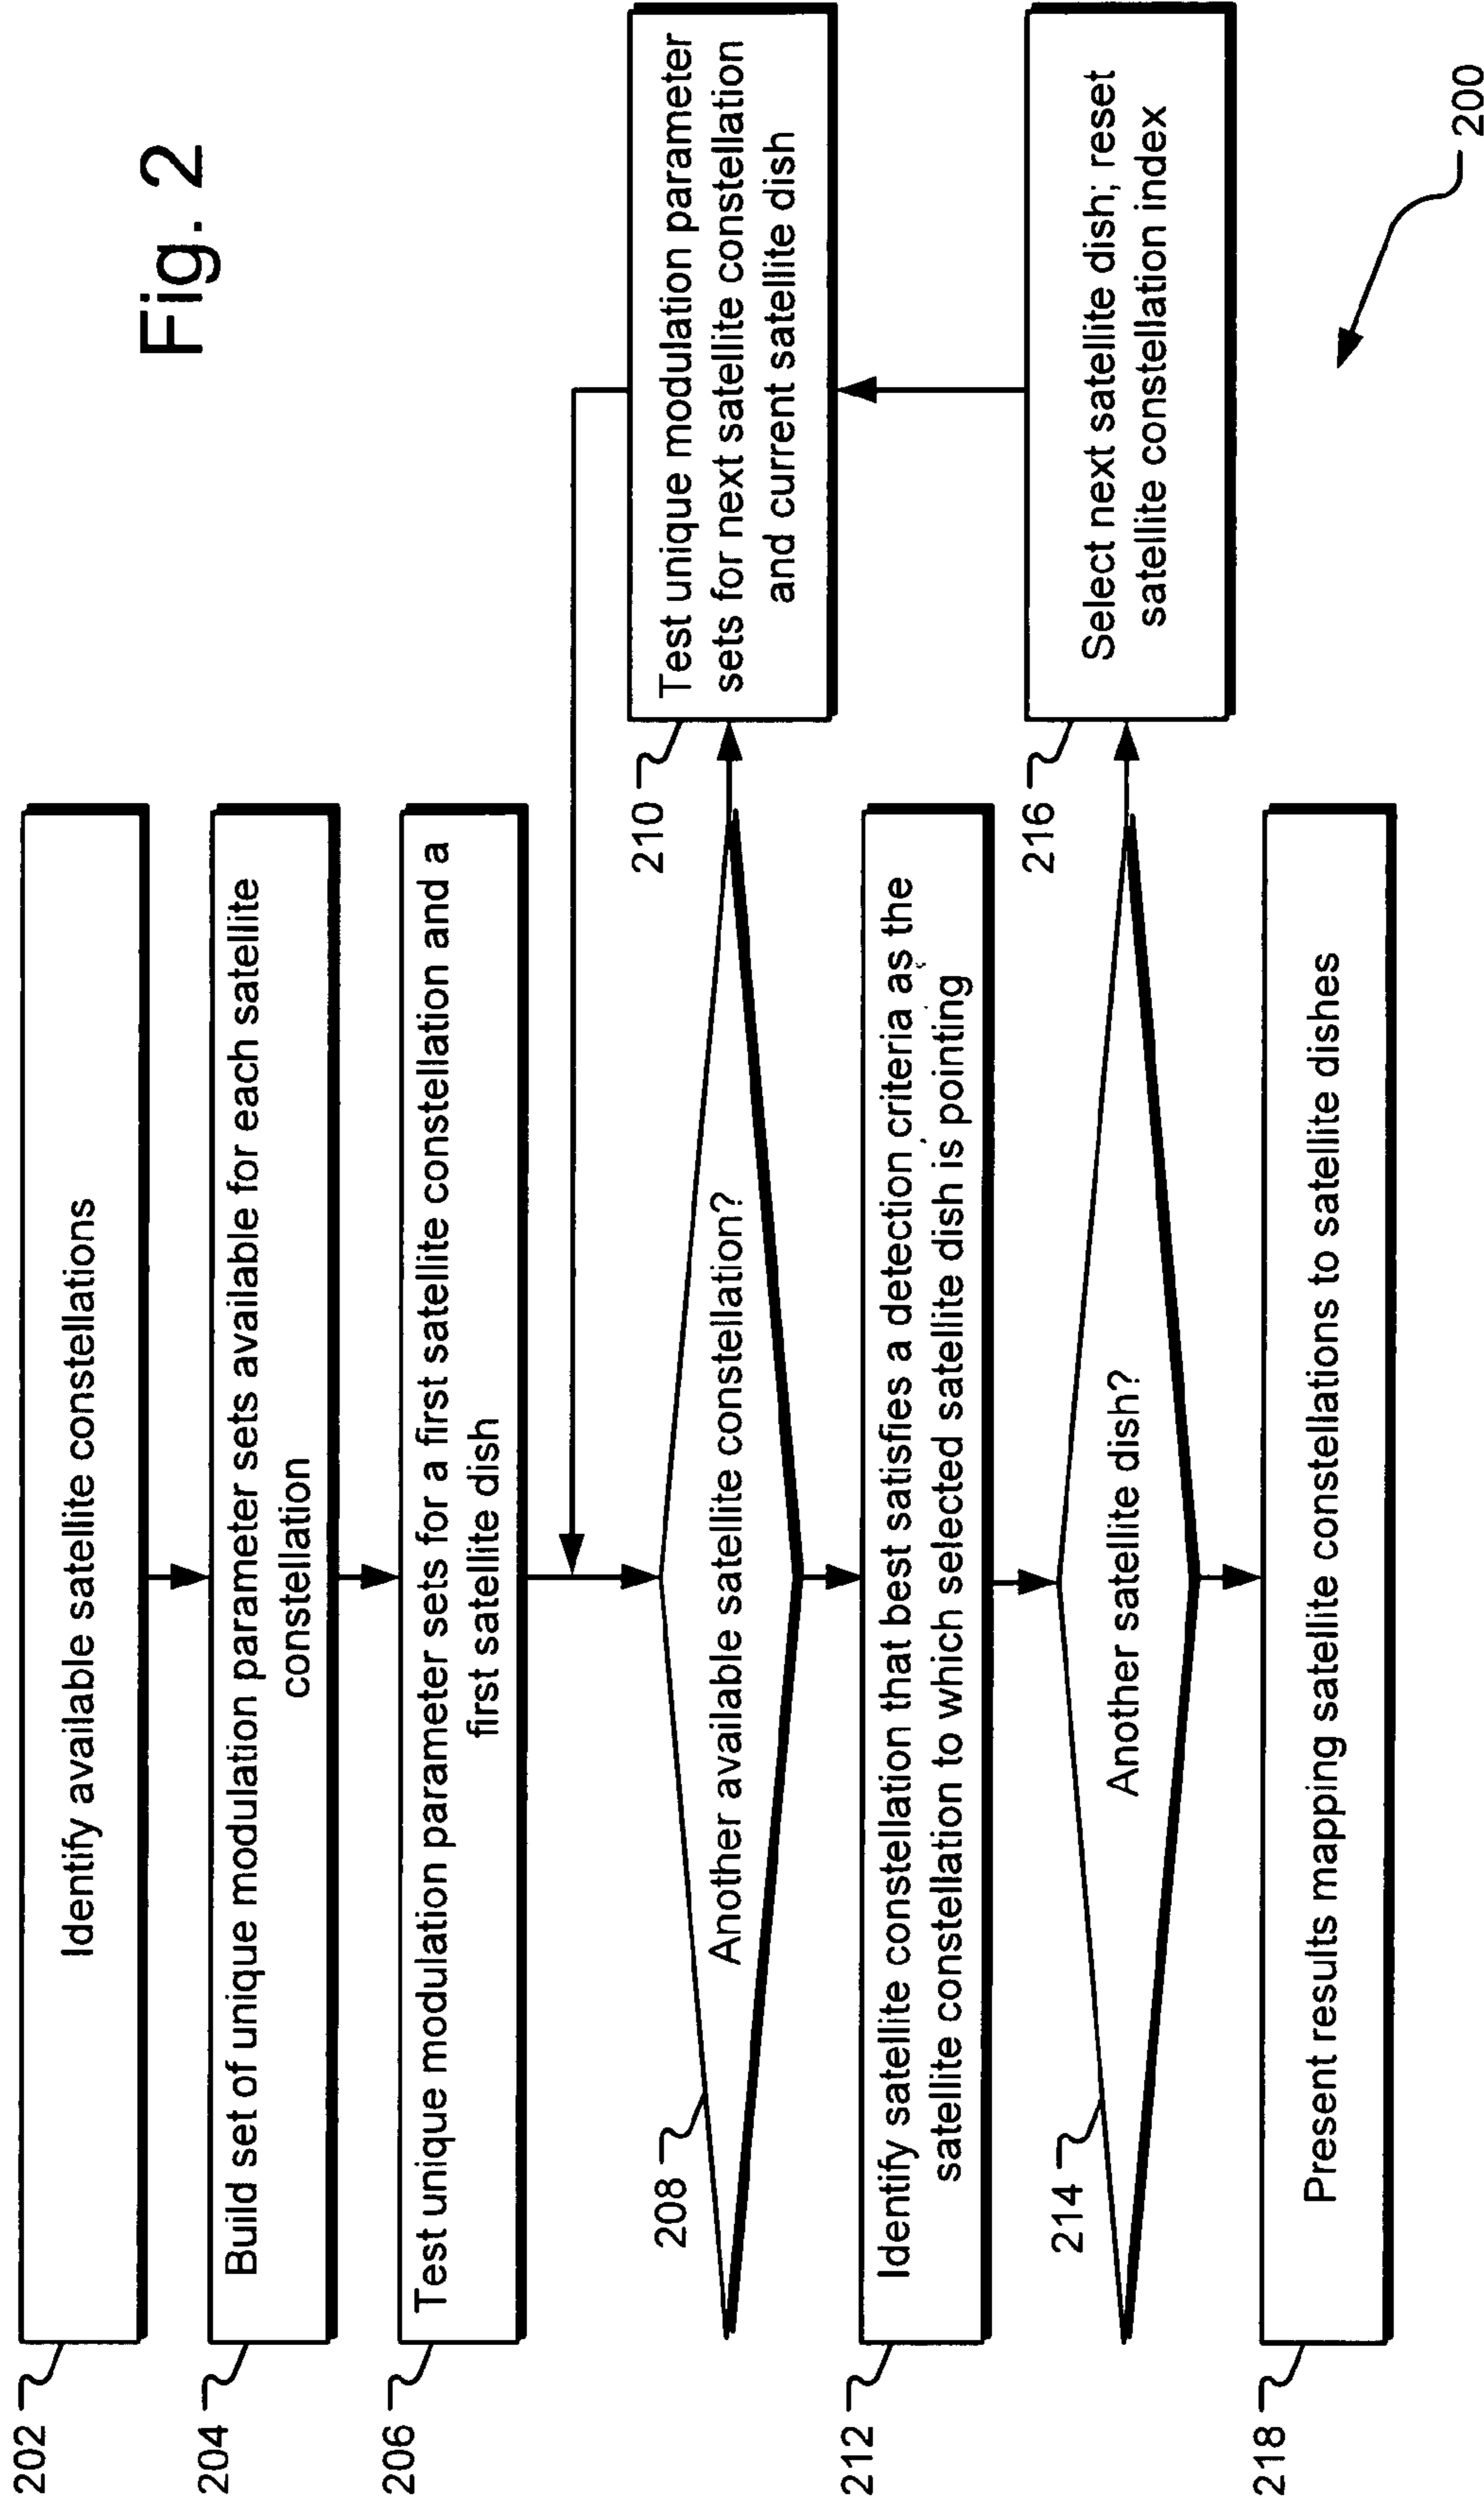 Fig. 2
202
Identify available satellite constellations
204
Build set of unique modulation parameter sets available for each satellite
constellation
206
Test unique modulation parameter sets for a first satellite constellation and a
first satellite dish
208
Another available satellite constellation?
210
Test unique modulation parameter
sets for next satellite constellation
and current satellite dish
212
Identify satellite constellation that best satisfies a detection criteria as the
satellite constellation to which selected satellite dish is pointing
214
Another satellite dish?
216
Select next satellite dish; reset
satellite constellation index
218
Present results mapping satellite constellations to satellite dishes
200